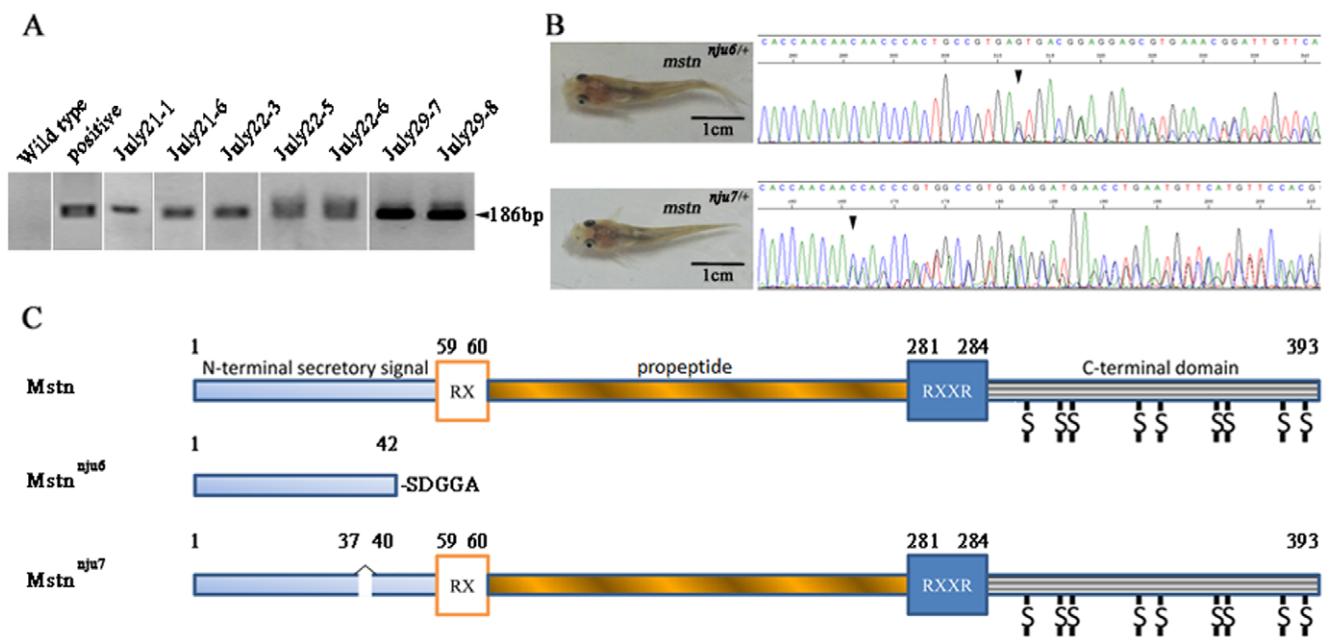 A
Wild type
positive
July21-1
July21-6
July22-3
July22-5
July22-6
July29-7
July29-8
186bp
B
mstn nju6/+
1cm
CACCAACAACAACCCACTGCCGTGAGTGACGGAGGAGCGTGAAACGGATTGTTCA
mstn nju7/+
1cm
CACCAACAACCACCCGTGGCCGTGGAGGATGAACCTGAATGTTCATGTTCCACG
C
1 59 60 281 284 393
N-terminal secretory signal propeptide C-terminal domain
Mstn RX RXXR
S S S S S S S S S
1 42
Mstn nju6 -SDGGA
1 37 40 59 60 281 284 393
Mstn nju7 RX RXXR
S S S S S S S S S